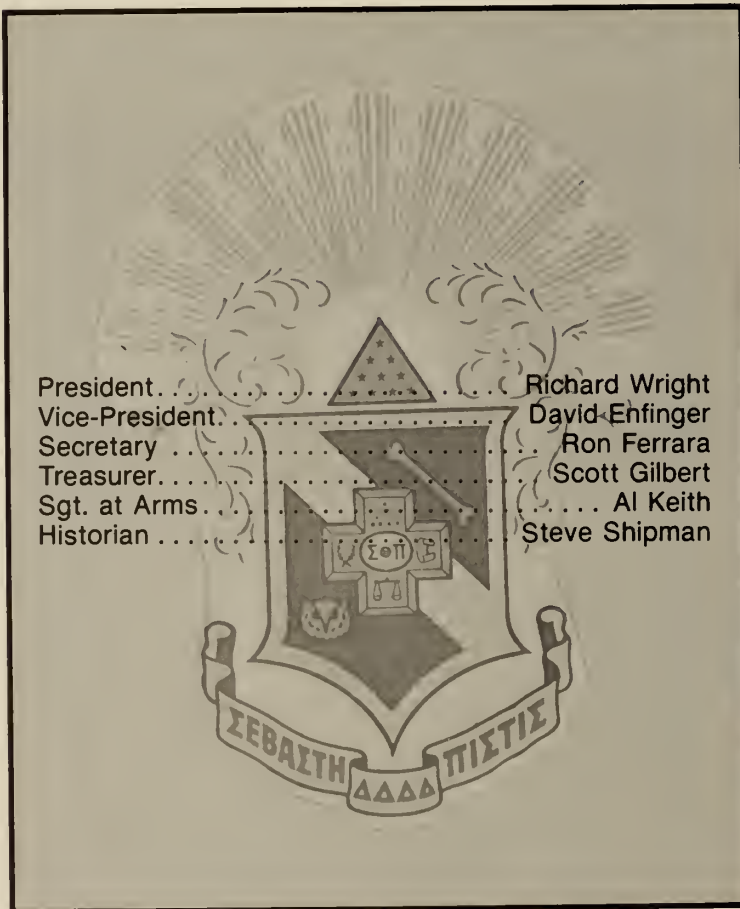 President. . . . . . . . . . . . . . . . . . . . . . . . Richard Wright
Vice-President. . . . . . . . . . . . . . . . . . . . David Enfinger
Secretary . . . . . . . . . . . . . . . . . . . . . . . . . Ron Ferrara
Treasurer. . . . . . . . . . . . . . . . . . . . . . . . . Scott Gilbert
Sgt. at Arms. . . . . . . . . . . . . . . . . . . . . . . . . . Al Keith
Historian . . . . . . . . . . . . . . . . . . . . . . . Steve Shipman
ΣΘΠ
ΣΕΒΑΣΤΗ ΔΔΔΔ ΠΙΣΤΙΣ